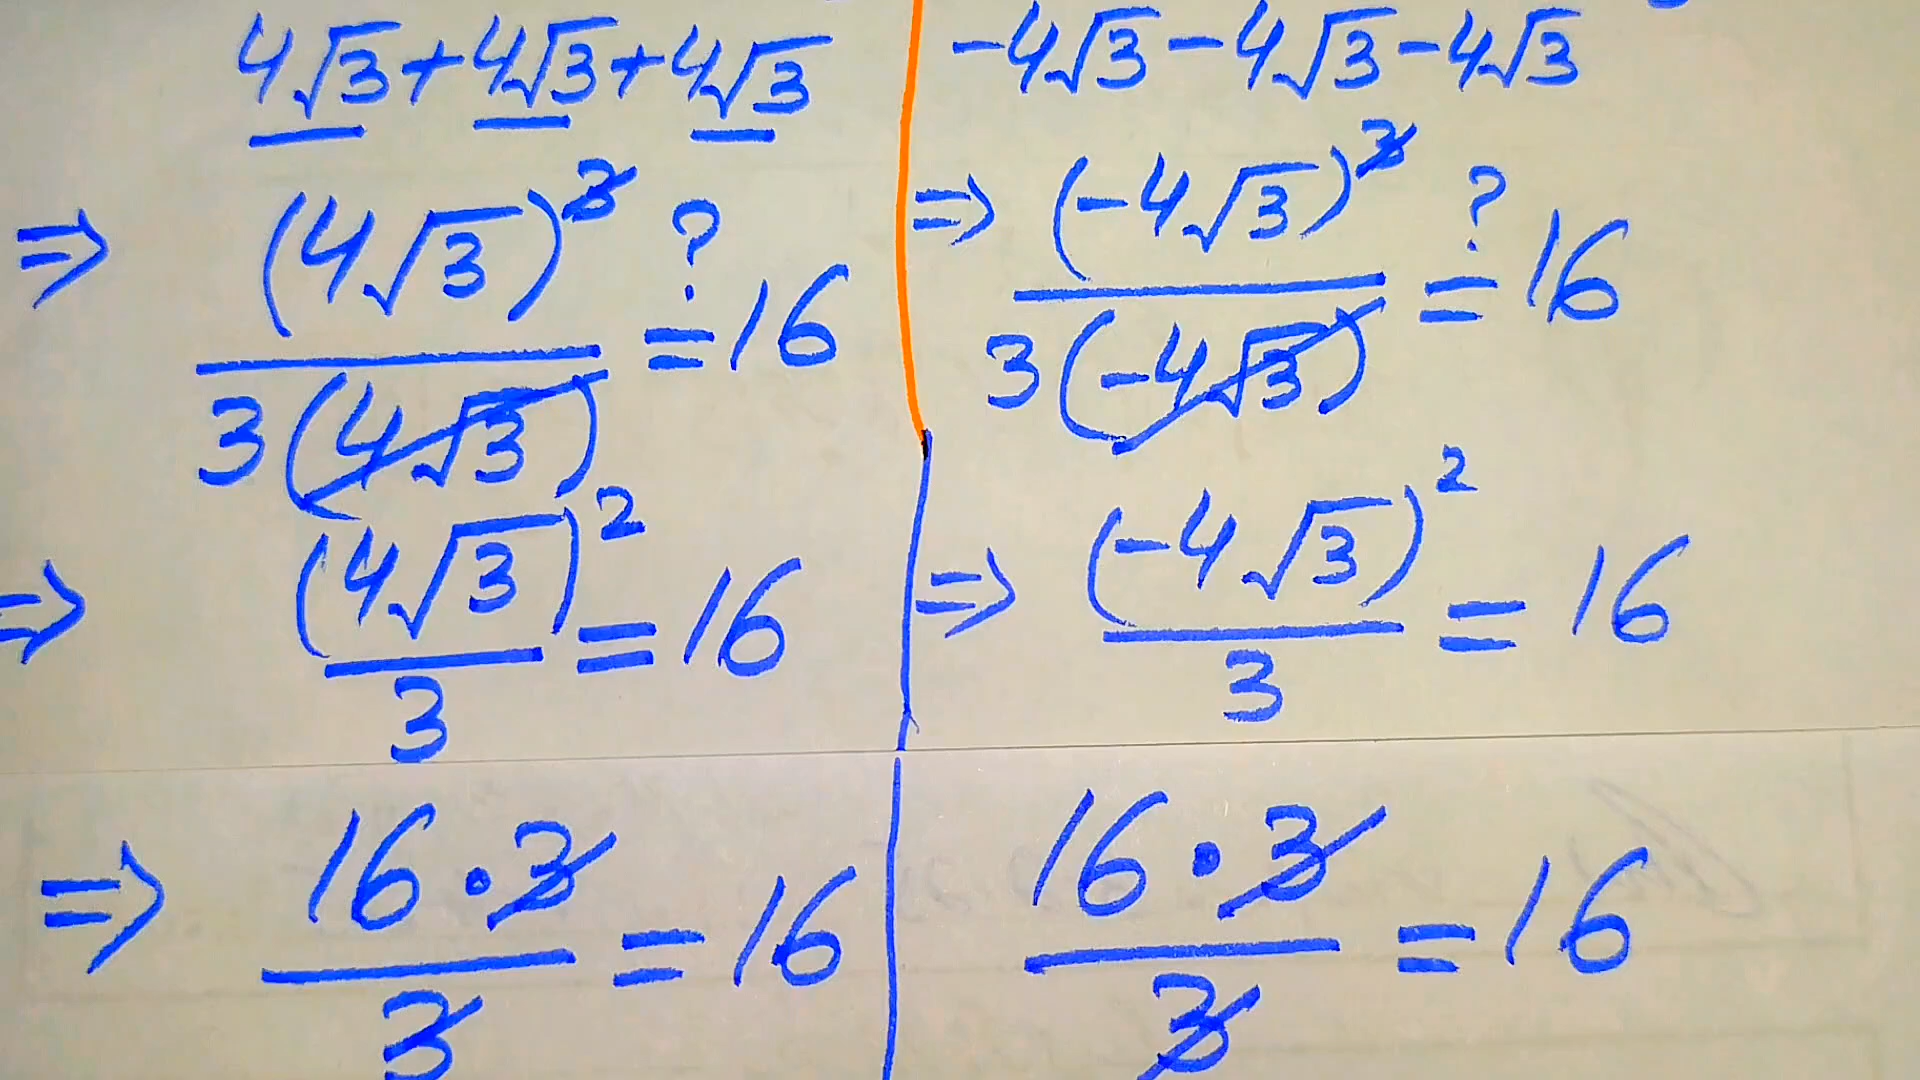 4√3+4√3+4√3
⇒ (4√3)^3 / 3(4√3) ?= 16
⇒ (4√3)^2 / 3 = 16
⇒ 16·3 / 3 = 16
-4√3-4√3-4√3
⇒ (-4√3)^3 / 3(-4√3) ?= 16
⇒ (-4√3)^2 / 3 = 16
16·3 / 3 = 16